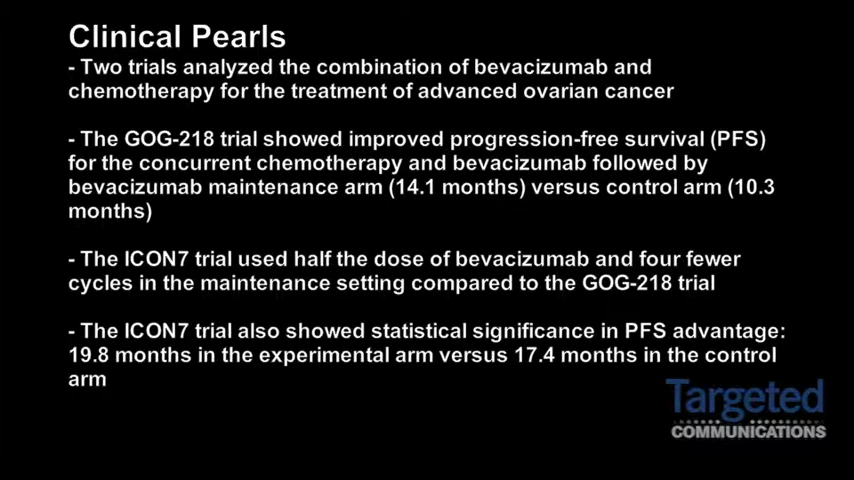 Clinical Pearls
- Two trials analyzed the combination of bevacizumab and
chemotherapy for the treatment of advanced ovarian cancer
- The GOG-218 trial showed improved progression-free survival (PFS)
for the concurrent chemotherapy and bevacizumab followed by
bevacizumab maintenance arm (14.1 months) versus control arm (10.3
months)
- The ICON7 trial used half the dose of bevacizumab and four fewer
cycles in the maintenance setting compared to the GOG-218 trial
- The ICON7 trial also showed statistical significance in PFS advantage:
19.8 months in the experimental arm versus 17.4 months in the control
arm
Targeted
COMMUNICATIONS